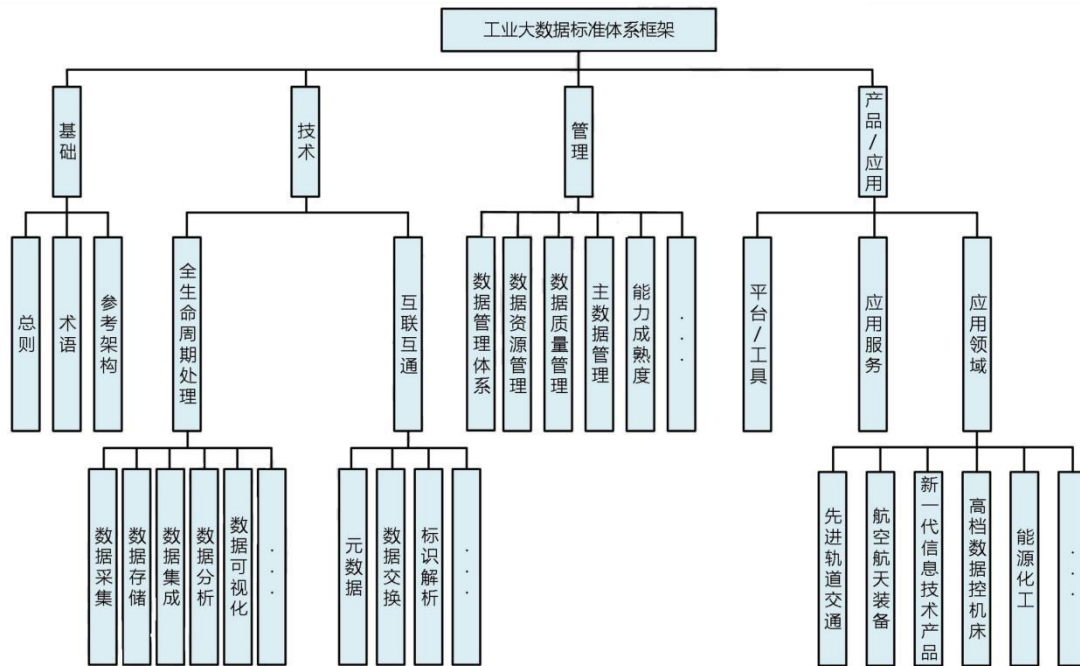 工业大数据标准体系框架
基础
技术
管理
产品/应用
总则
术语
参考架构
全生命周期处理
互联互通
数据管理体系
数据资源管理
数据质量管理
主数据管理
能力成熟度
...
平台/工具
应用服务
应用领域
数据采集
数据存储
数据集成
数据分析
数据可视化
...
元数据
数据交换
标识解析
...
先进轨道交通
航空航天装备
新一代信息技术产品
高档数据控机床
能源化工
...